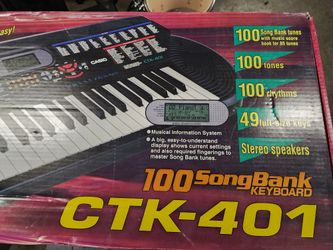 easy!
100 Song Bank tunes
with music score
book for 85 tunes
100 tones
100 rhythms
49 full-size keys
Stereo speakers
CASIO
CTK-401
● Musical Information System
● A big, easy-to-understand
display shows current settings
and also required fingerings to
master Song Bank tunes.
100 SongBank
KEYBOARD
CTK-401